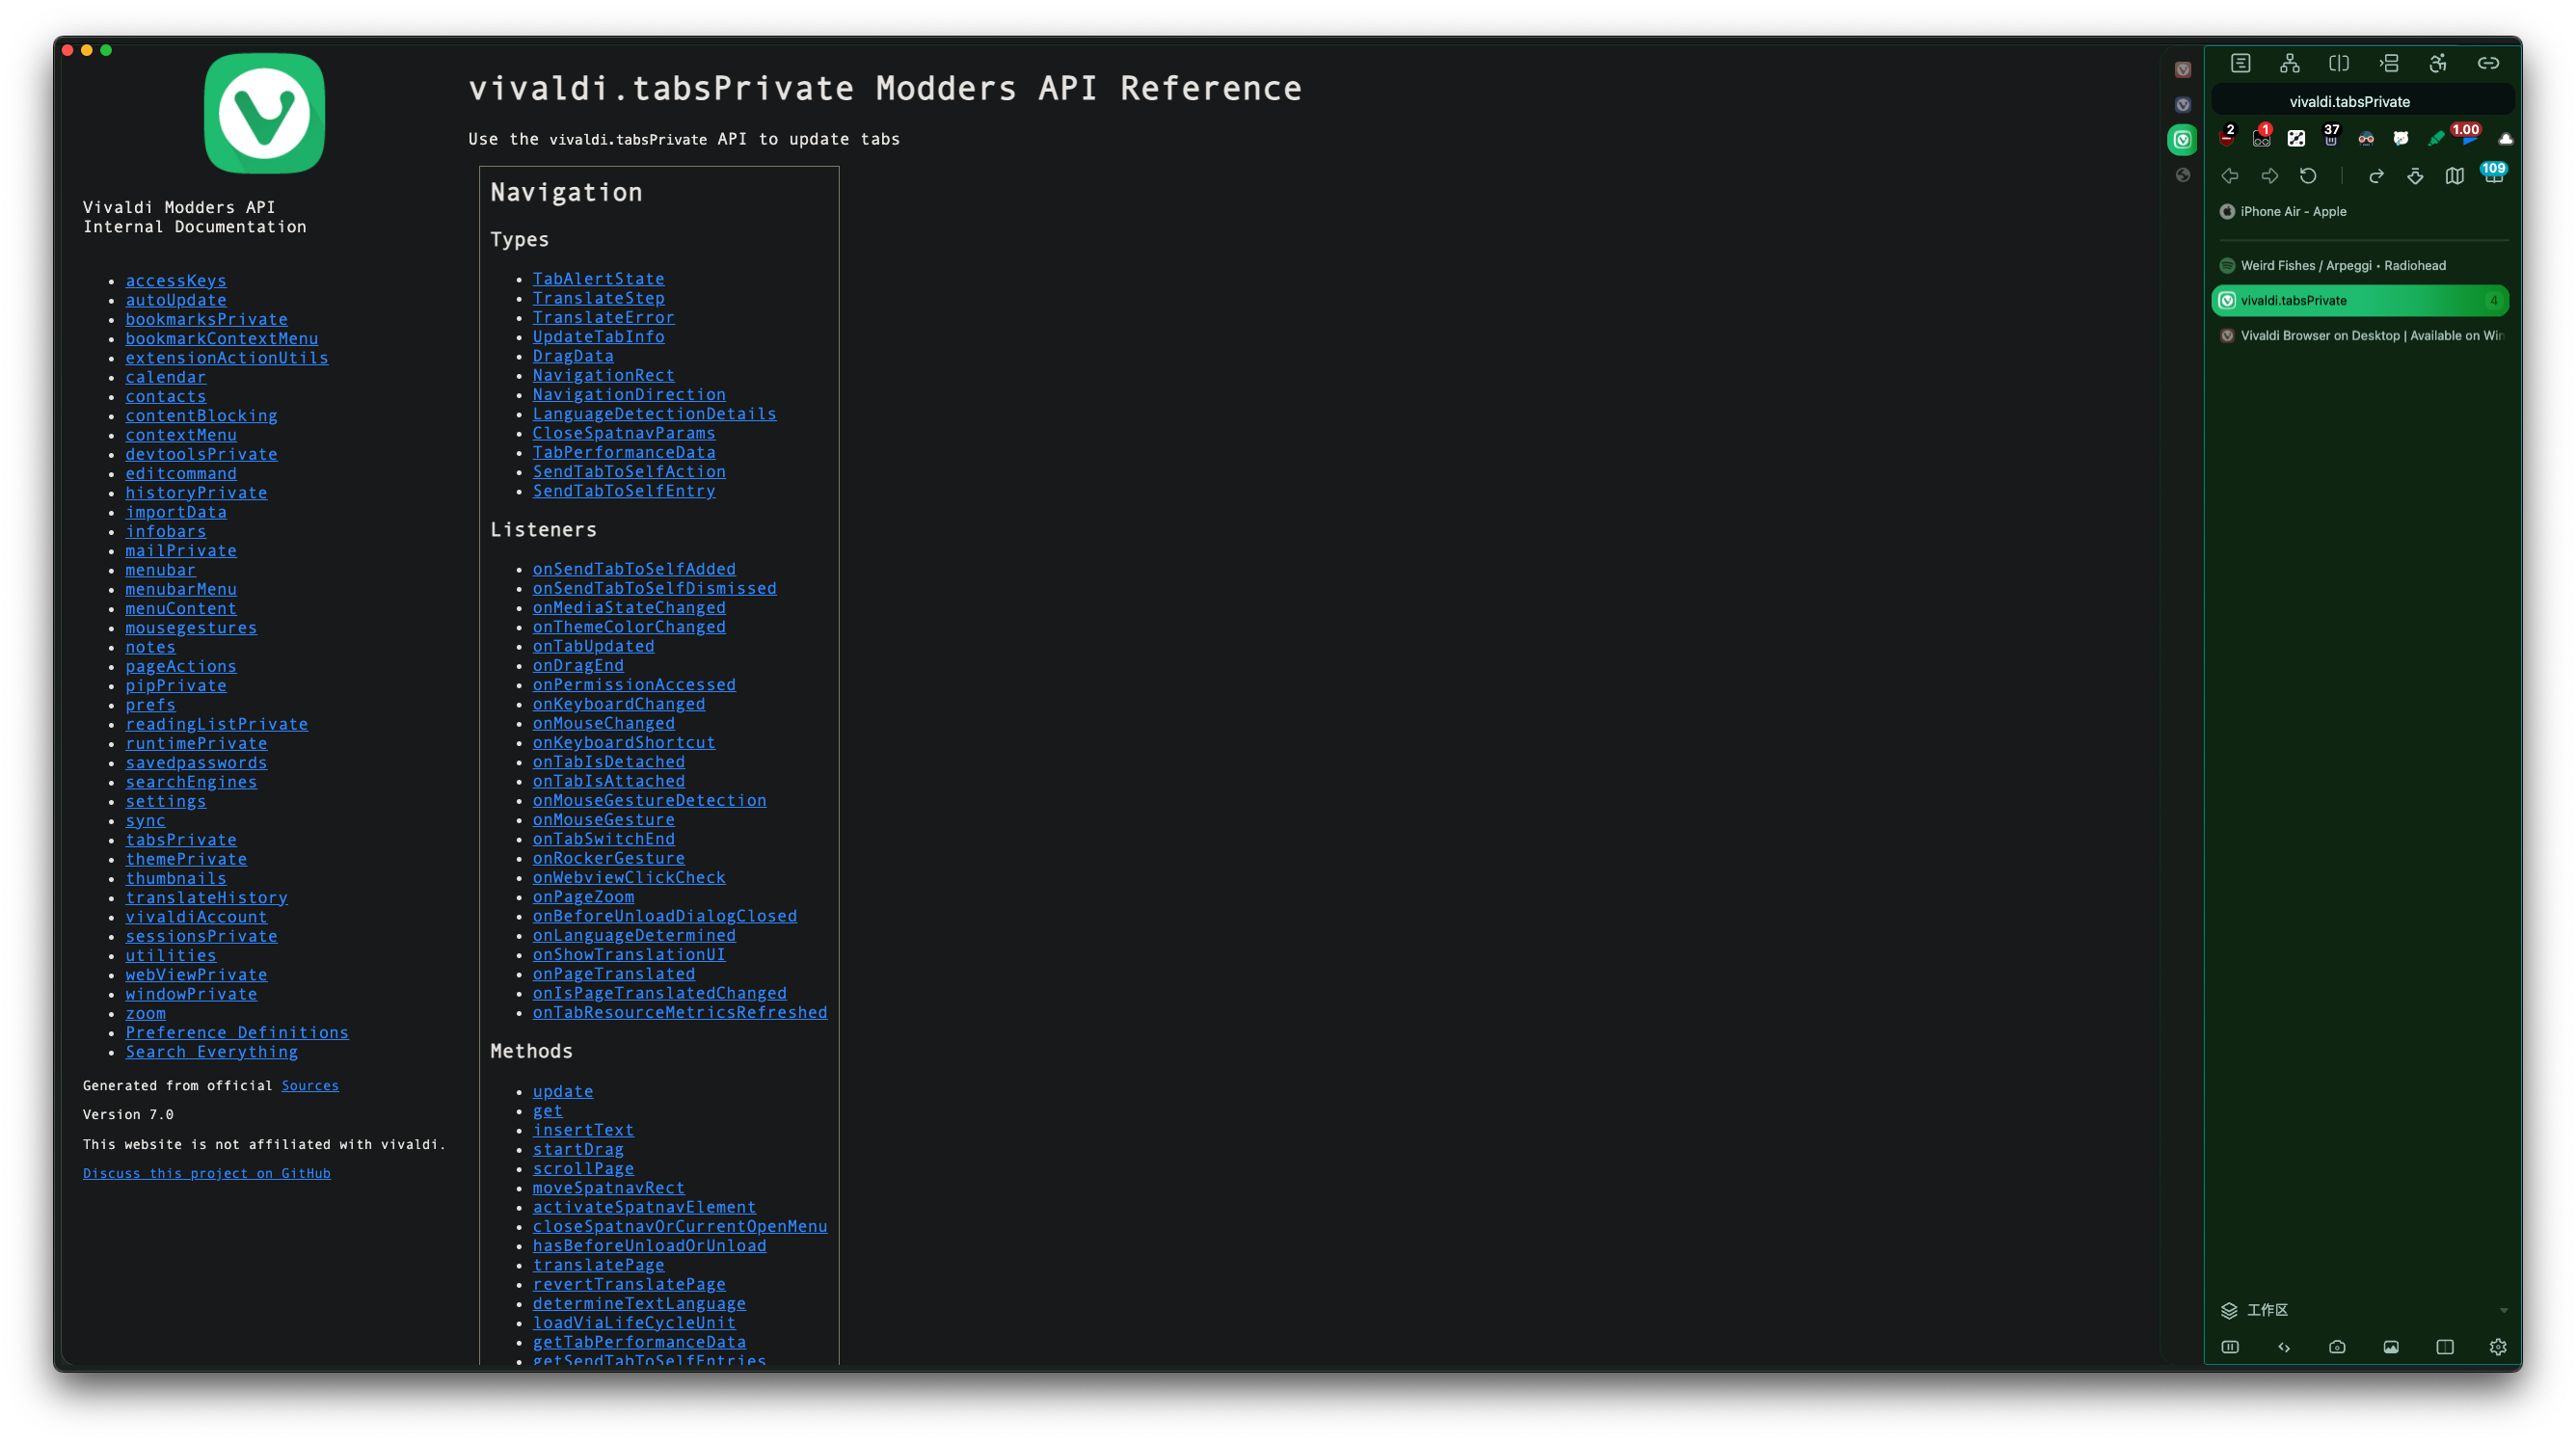 vivaldi.tabsPrivate Modders API Reference
Use the vivaldi.tabsPrivate API to update tabs
Vivaldi Modders API
Internal Documentation
accessKeys
autoUpdate
bookmarksPrivate
bookmarkContextMenu
extensionActionUtils
calendar
contacts
contentBlocking
contextMenu
devtoolsPrivate
editcommand
historyPrivate
importData
infobars
mailPrivate
menubar
menubarMenu
menuContent
mousegestures
notes
pageActions
pipPrivate
prefs
readingListPrivate
runtimePrivate
savedpasswords
searchEngines
settings
sync
tabsPrivate
themePrivate
thumbnails
translateHistory
vivaldiAccount
sessionsPrivate
utilities
webViewPrivate
windowPrivate
zoom
Preference Definitions
Search Everything
Generated from official Sources
Version 7.0
This website is not affiliated with vivaldi.
Discuss this project on GitHub
Navigation
Types
TabAlertState
TranslateStep
TranslateError
UpdateTabInfo
DragData
NavigationRect
NavigationDirection
LanguageDetectionDetails
CloseSpatnavParams
TabPerformanceData
SendTabToSelfAction
SendTabToSelfEntry
Listeners
onSendTabToSelfAdded
onSendTabToSelfDismissed
onMediaStateChanged
onThemeColorChanged
onTabUpdated
onDragEnd
onPermissionAccessed
onKeyboardChanged
onMouseChanged
onKeyboardShortcut
onTabIsDetached
onTabIsAttached
onMouseGestureDetection
onMouseGesture
onTabSwitchEnd
onRockerGesture
onWebviewClickCheck
onPageZoom
onBeforeUnloadDialogClosed
onLanguageDetermined
onShowTranslationUI
onPageTranslated
onIsPageTranslatedChanged
onTabResourceMetricsRefreshed
Methods
update
get
insertText
startDrag
scrollPage
moveSpatnavRect
activateSpatnavElement
closeSpatnavOrCurrentOpenMenu
hasBeforeUnloadOrUnload
translatePage
revertTranslatePage
determineTextLanguage
loadViaLifeCycleUnit
getTabPerformanceData
getSendTabToSelfEntries
vivaldi.tabsPrivate
2 1 37 1.00
109
iPhone Air - Apple
Weird Fishes / Arpeggi • Radiohead
vivaldi.tabsPrivate 4
Vivaldi Browser on Desktop | Available on Win
工作区